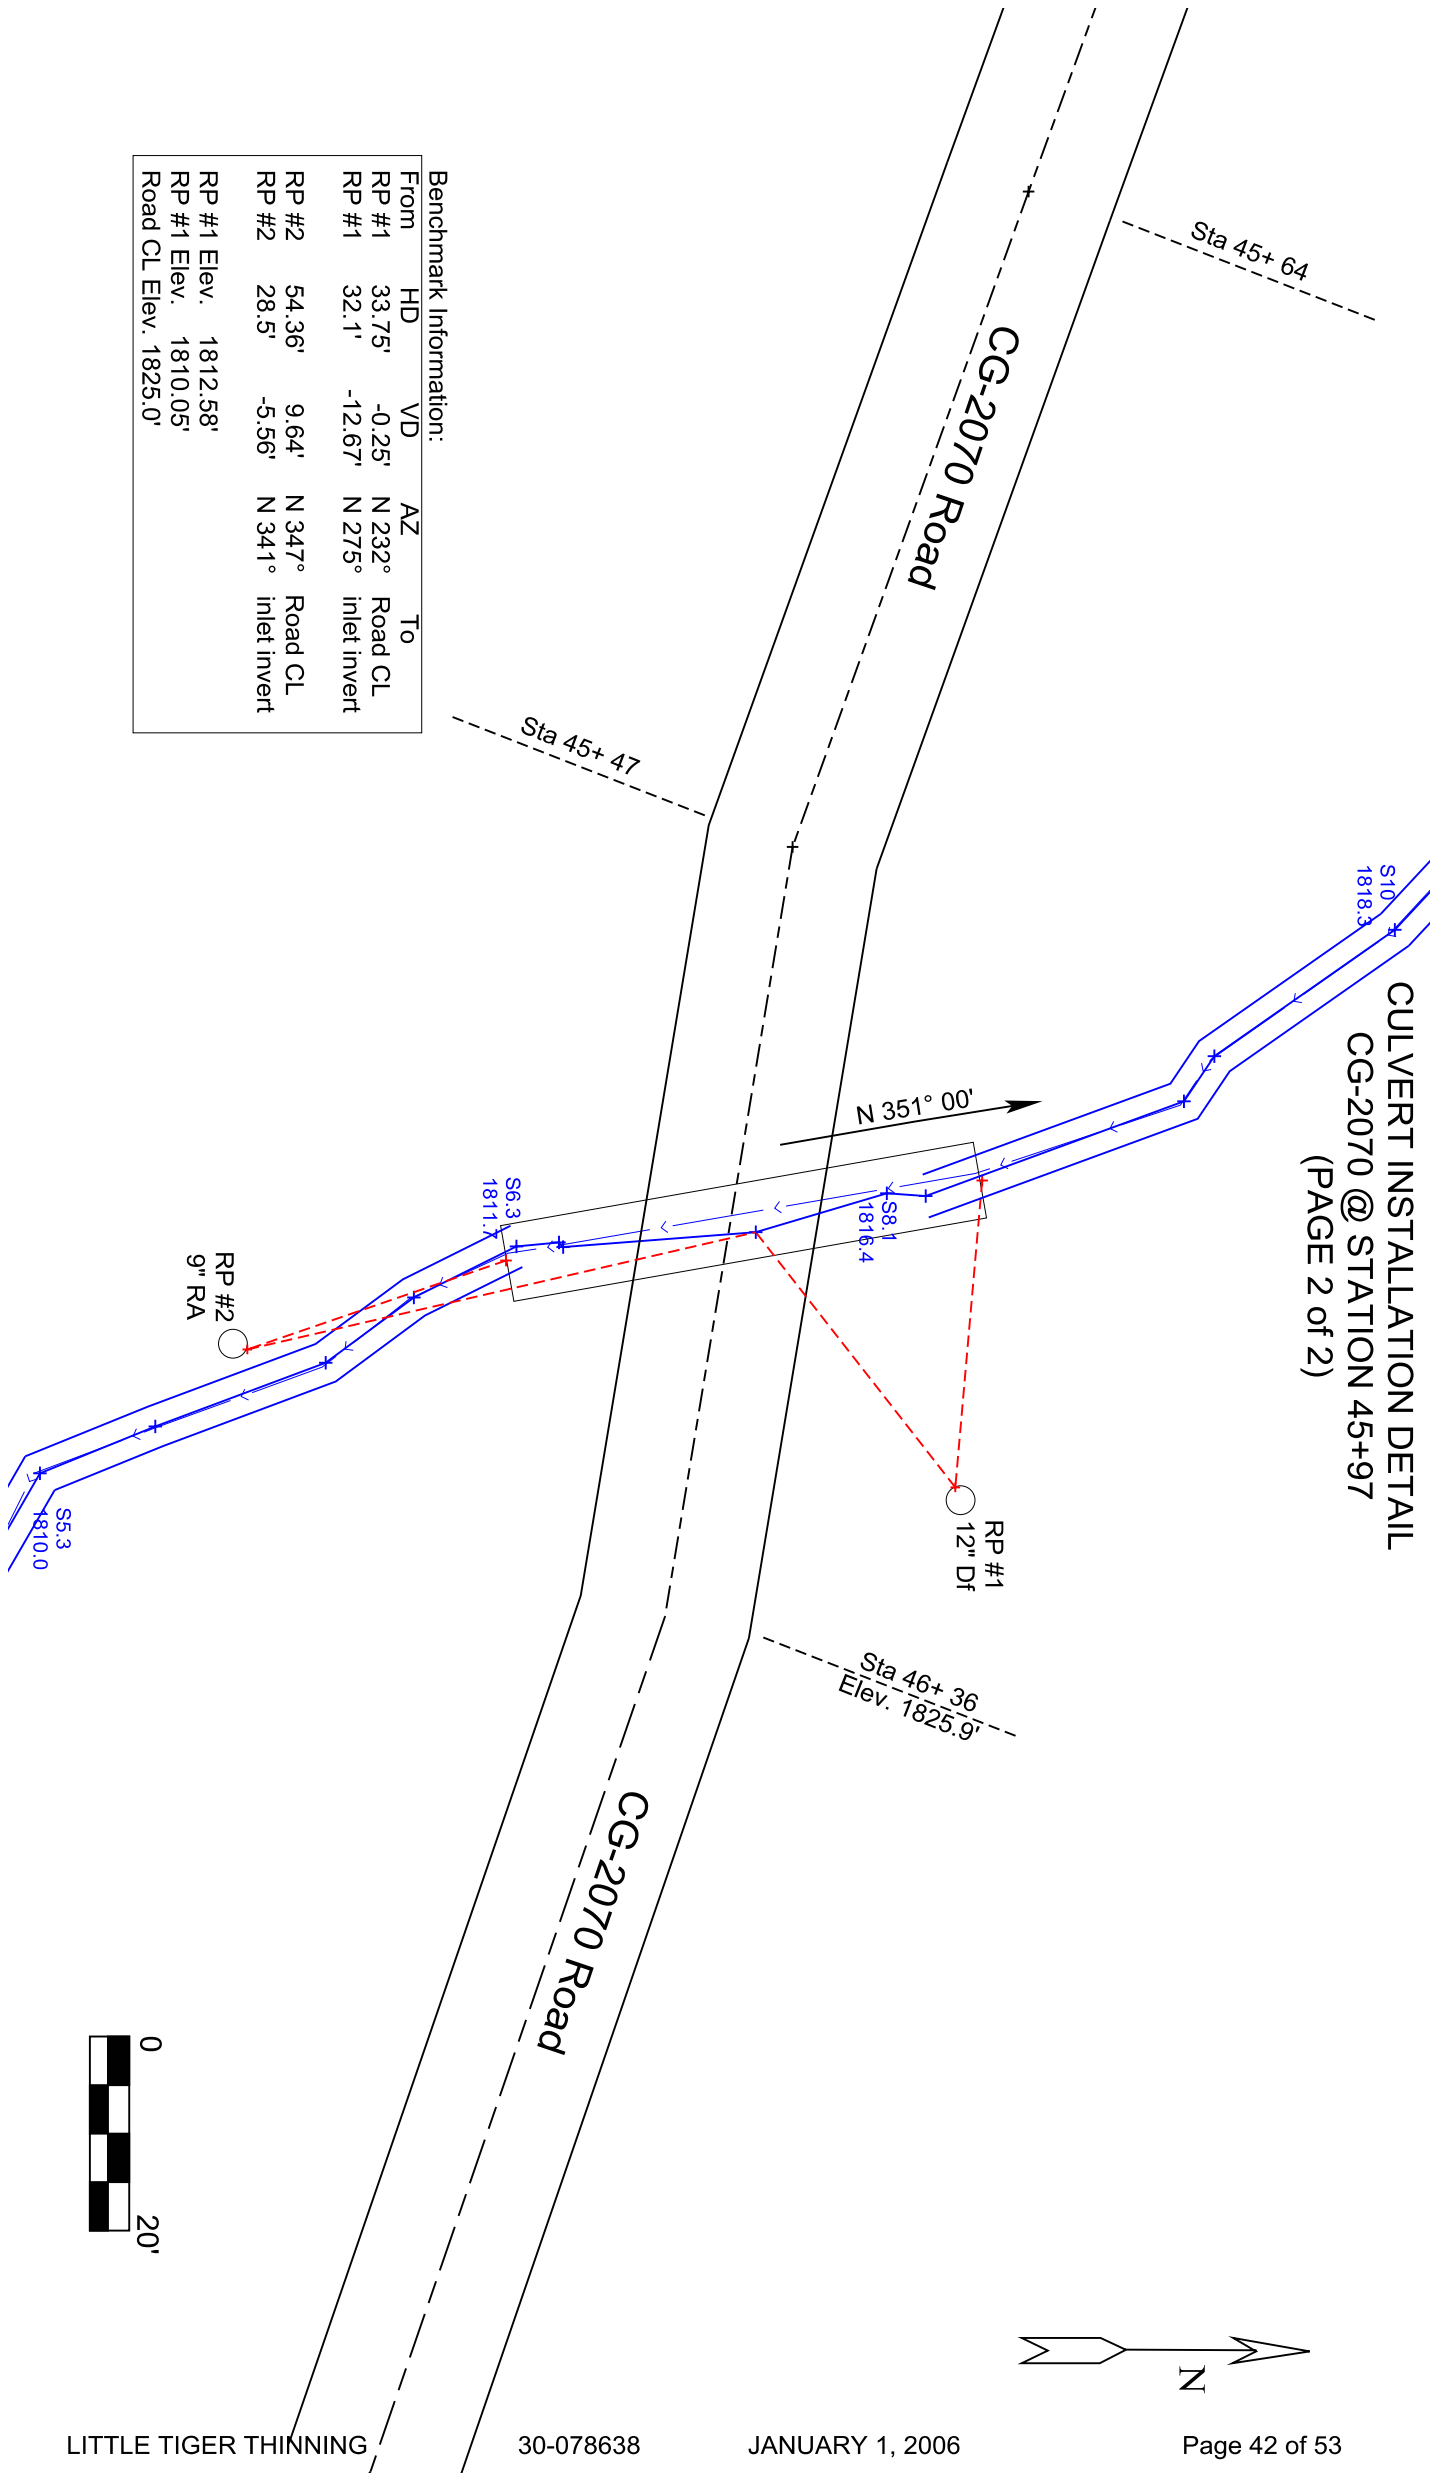 CULVERT INSTALLATION DETAIL
CG-2070 @ STATION 45+97
(PAGE 2 of 2)
Sta 45+ 64
CG-2070 Road
Benchmark Information:
From HD VD AZ To
RP #1 33.75' -0.25' N 232° Road CL
RP #1 32.1' -12.67' N 275° inlet invert
RP #2 54.36' 9.64' N 347° Road CL
RP #2 28.5' -5.56' N 341° inlet invert
RP #1 Elev. 1812.58'
RP #1 Elev. 1810.05'
Road CL Elev. 1825.0'
Sta 45+ 47
S10
1818.3
N 351° 00'
S8.1
1816.4
S6.3
1811.7
RP #2
9" RA
RP #1
12" Df
S5.3
1810.0
Sta 46+ 36
Elev. 1825.9'
CG-2070 Road
0
20'
N
LITTLE TIGER THINNING 30-078638 JANUARY 1, 2006 Page 42 of 53